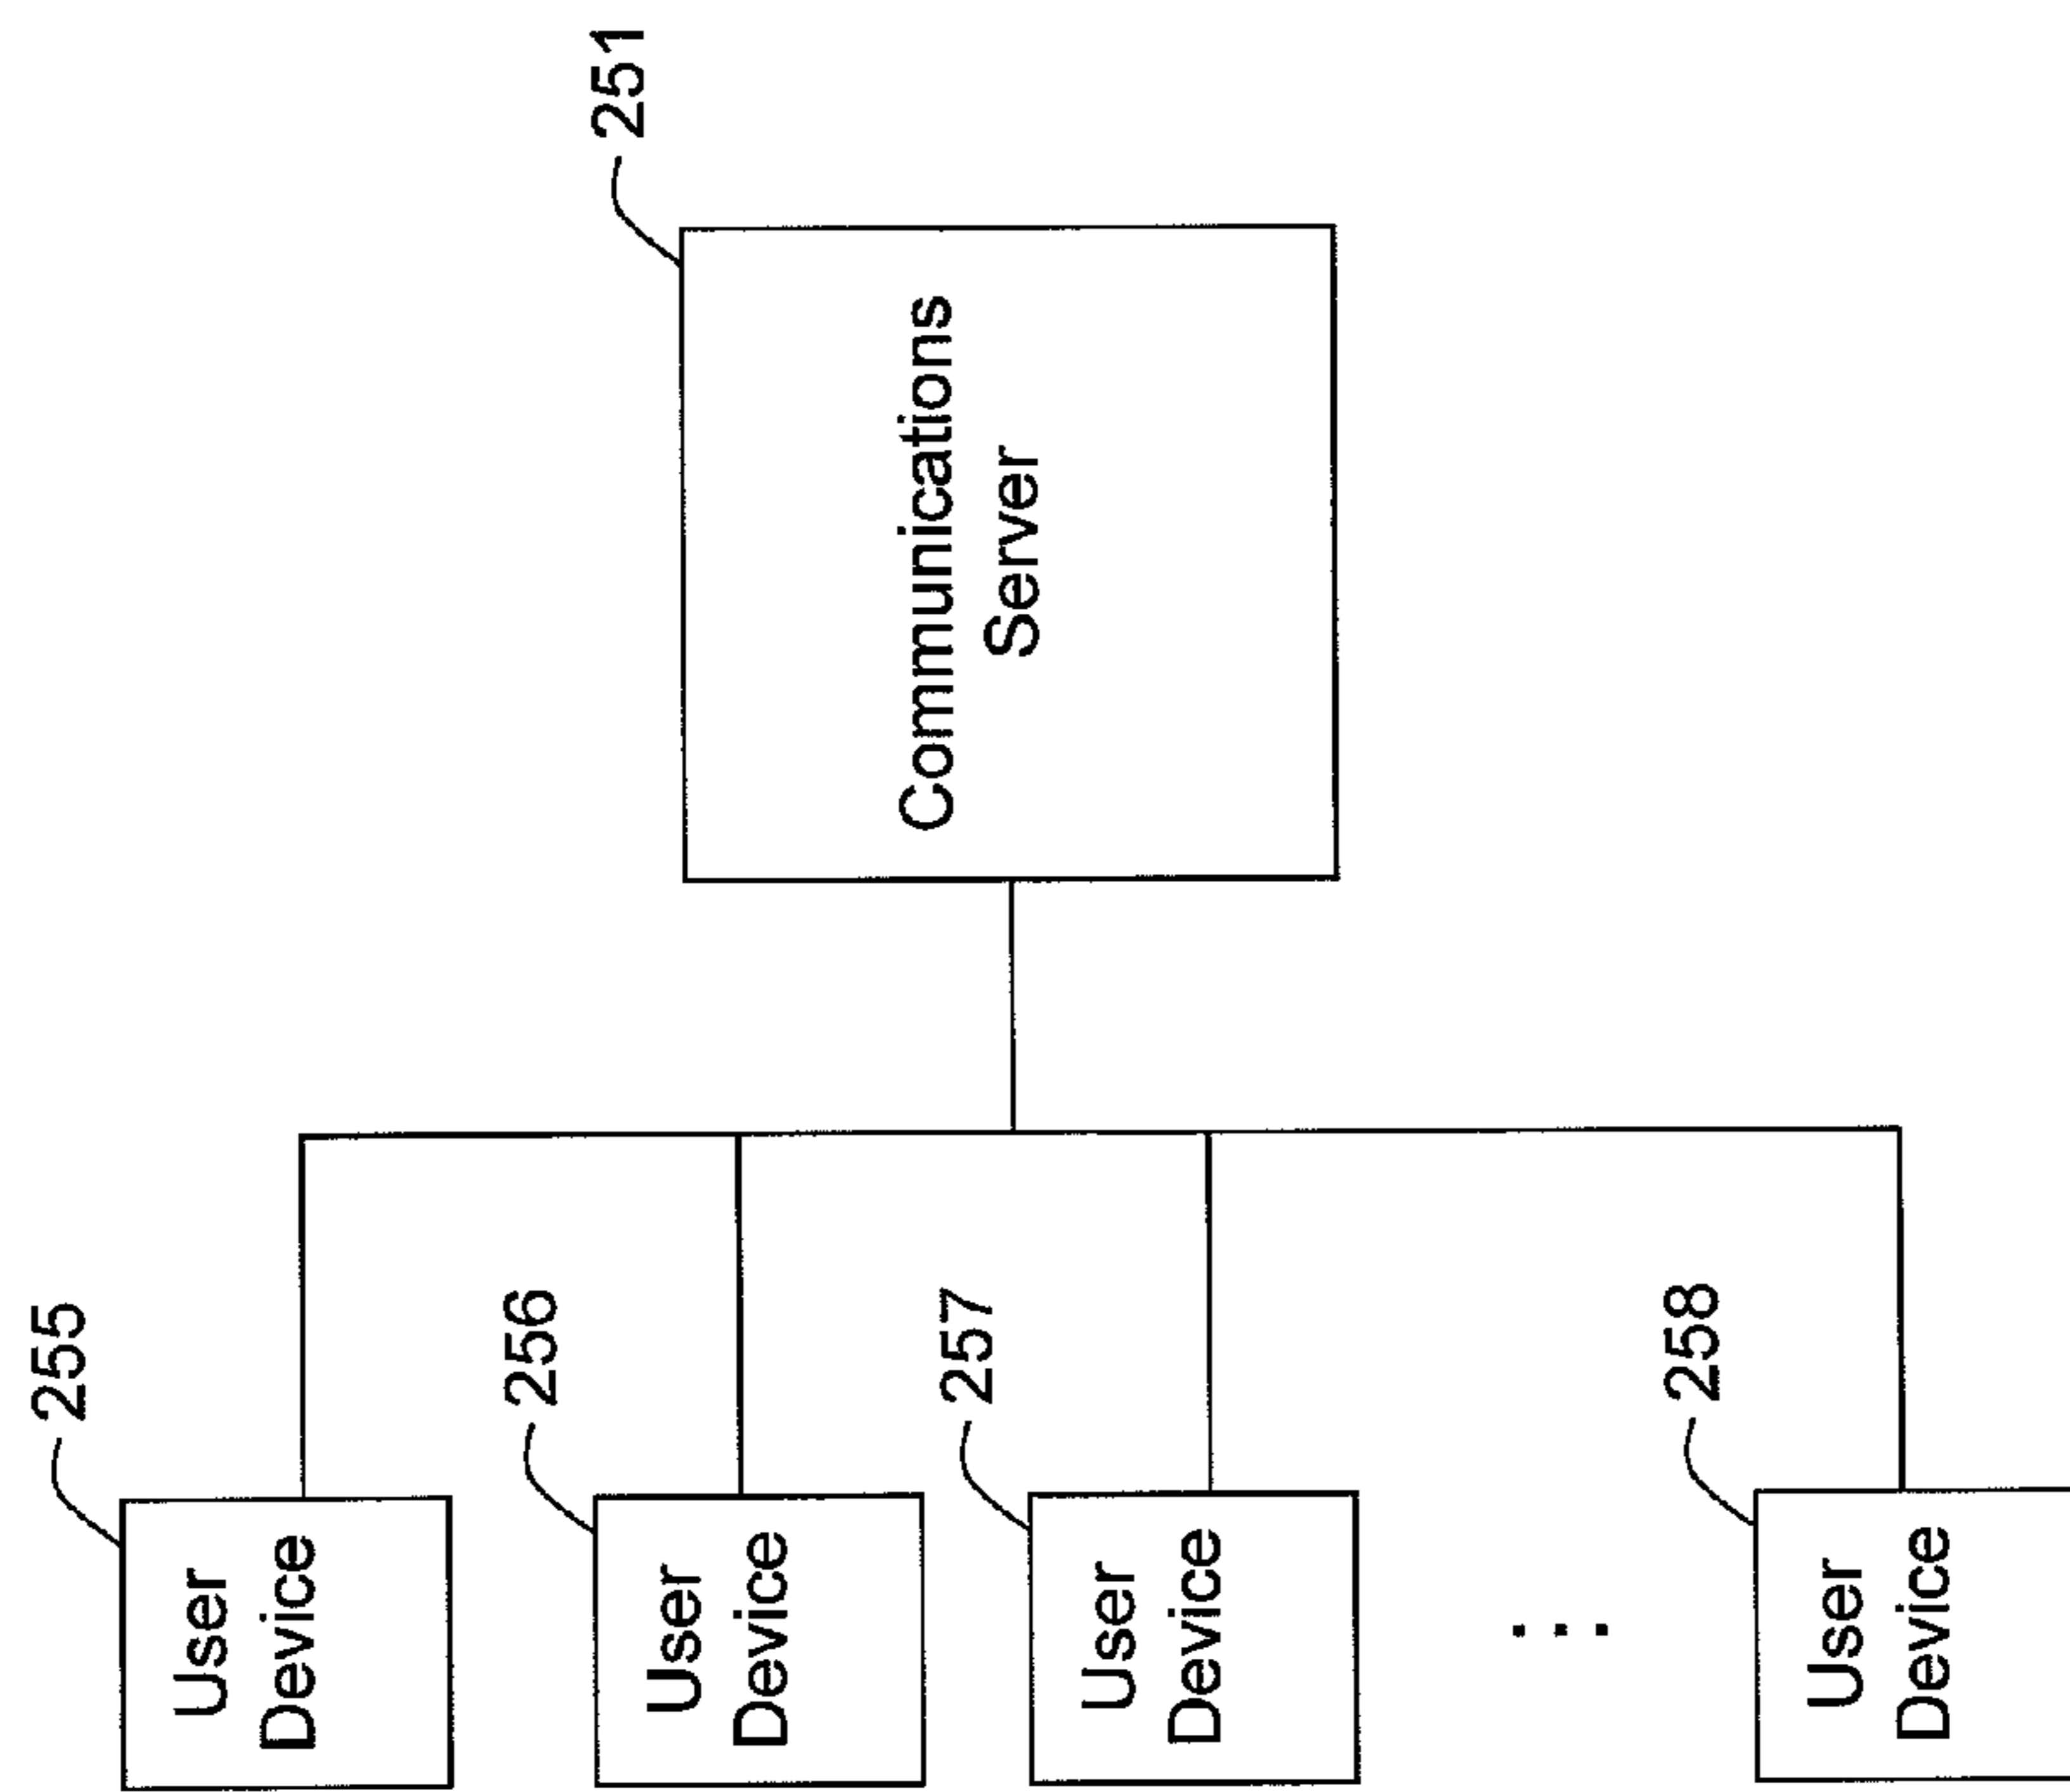 255
User
Device
256
User
Device
257
User
Device
...
258
User
Device
251
Communications
Server